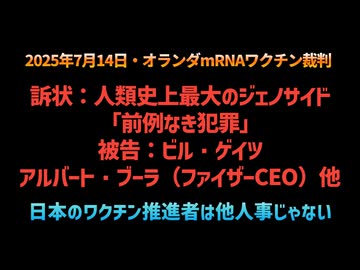 2025年7月14日・オランダmRNAワクチン裁判
訴状：人類史上最大のジェノサイド
「前例なき犯罪」
被告：ビル・ゲイツ
アルバート・ブーラ（ファイザーCEO）他
日本のワクチン推進者は他人事じゃない